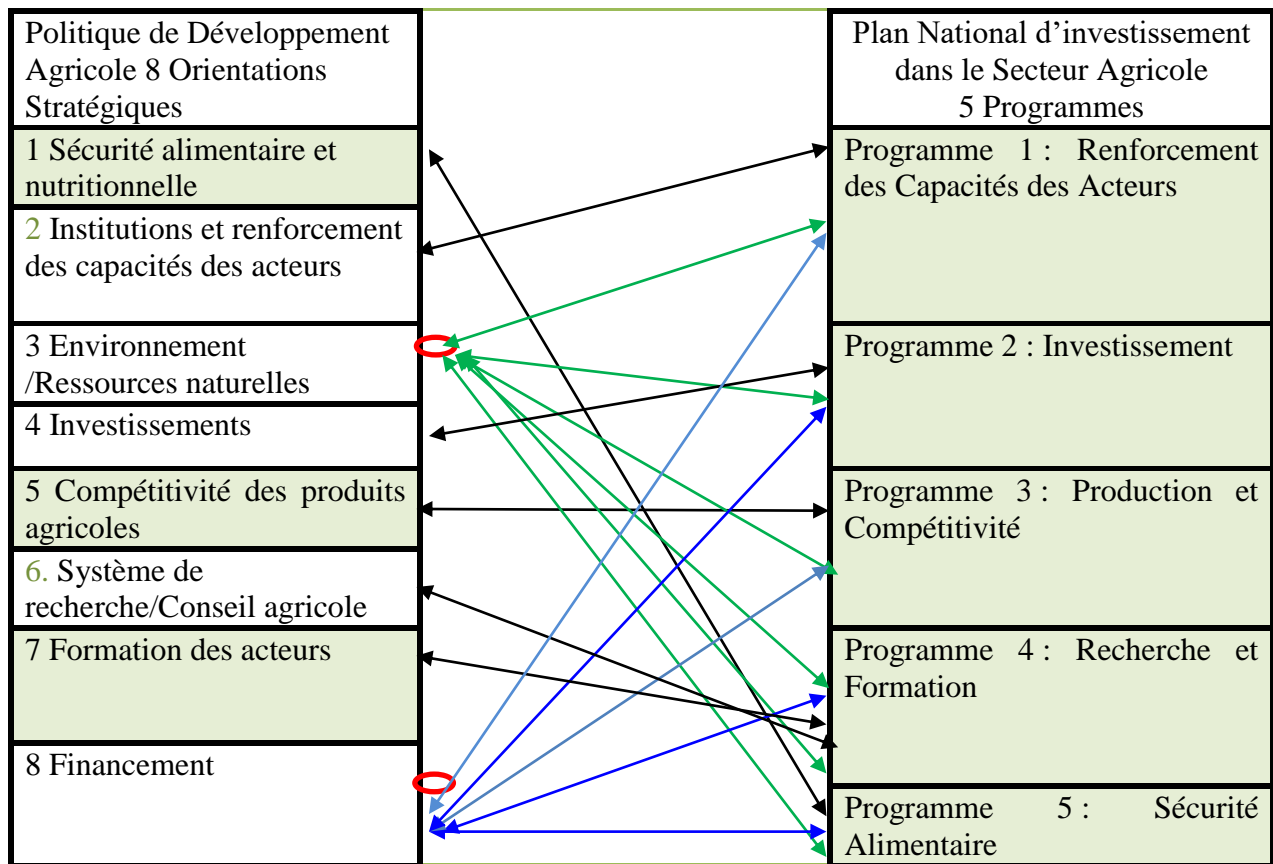 Politique de Développement
Agricole 8 Orientations
Stratégiques
1 Sécurité alimentaire et
nutritionnelle
2 Institutions et renforcement
des capacités des acteurs
3 Environnement
/Ressources naturelles
4 Investissements
5 Compétitivité des produits
agricoles
6. Système de
recherche/Conseil agricole
7 Formation des acteurs
8 Financement
Plan National d’investissement
dans le Secteur Agricole
5 Programmes
Programme 1 : Renforcement
des Capacités des Acteurs
Programme 2 : Investissement
Programme 3 : Production et
Compétitivité
Programme 4 : Recherche et
Formation
Programme 5 : Sécurité
Alimentaire